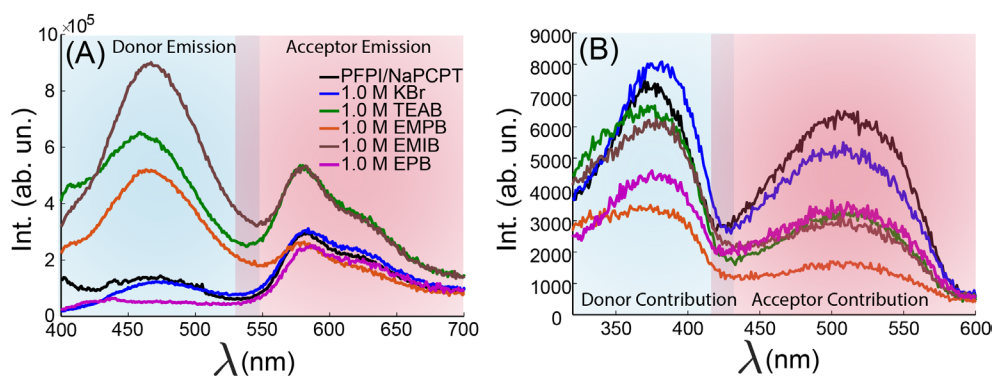 10 ×10⁵
(A)
Donor Emission
Acceptor Emission
PFPI/NaPCPT
1.0 M KBr
1.0 M TEAB
1.0 M EMPB
1.0 M EMIB
1.0 M EPB
8
6
4
2
0
Int. (ab. un.)
400 450 500 550 600 650 700
λ (nm)
(B)
9000
8000
7000
6000
5000
4000
3000
2000
1000
0
Int. (ab. un.)
Donor Contribution
Acceptor Contribution
350 400 450 500 550 600
λ (nm)